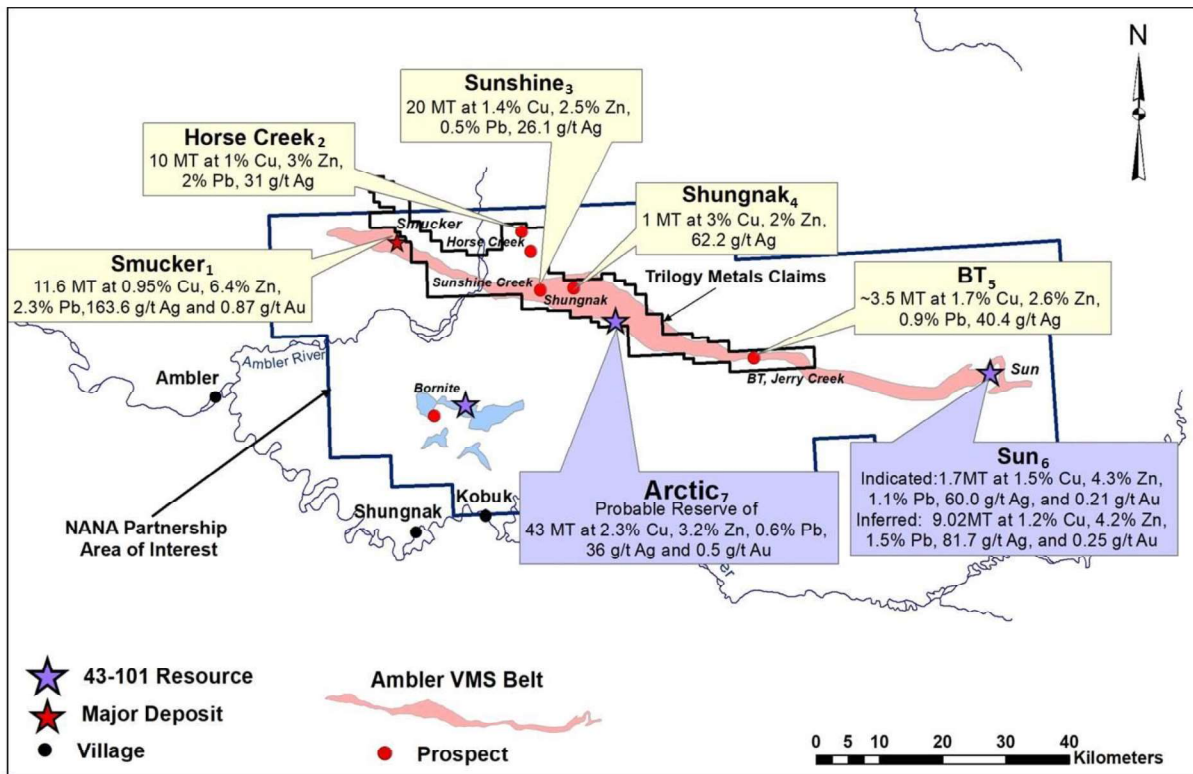 N
Sunshine3
20 MT at 1.4% Cu, 2.5% Zn,
0.5% Pb, 26.1 g/t Ag
Horse Creek2
10 MT at 1% Cu, 3% Zn,
2% Pb, 31 g/t Ag
Shungnak4
1 MT at 3% Cu, 2% Zn,
62.2 g/t Ag
Smucker
Horse Creek
Smucker1
11.6 MT at 0.95% Cu, 6.4% Zn,
2.3% Pb,163.6 g/t Ag and 0.87 g/t Au
Sunshine Creek
Shungnak
Trilogy Metals Claims
BT5
~3.5 MT at 1.7% Cu, 2.6% Zn,
0.9% Pb, 40.4 g/t Ag
Ambler River
Ambler
Bornite
BT, Jerry Creek
Sun
Sun6
Indicated:1.7MT at 1.5% Cu, 4.3% Zn,
1.1% Pb, 60.0 g/t Ag, and 0.21 g/t Au
Inferred: 9.02MT at 1.2% Cu, 4.2% Zn,
1.5% Pb, 81.7 g/t Ag, and 0.25 g/t Au
Arctic7
Probable Reserve of
43 MT at 2.3% Cu, 3.2% Zn, 0.6% Pb,
36 g/t Ag and 0.5 g/t Au
Kobuk
Shungnak
NANA Partnership
Area of Interest
43-101 Resource
Major Deposit
Village
Ambler VMS Belt
Prospect
0 5 10 20 30 40
Kilometers